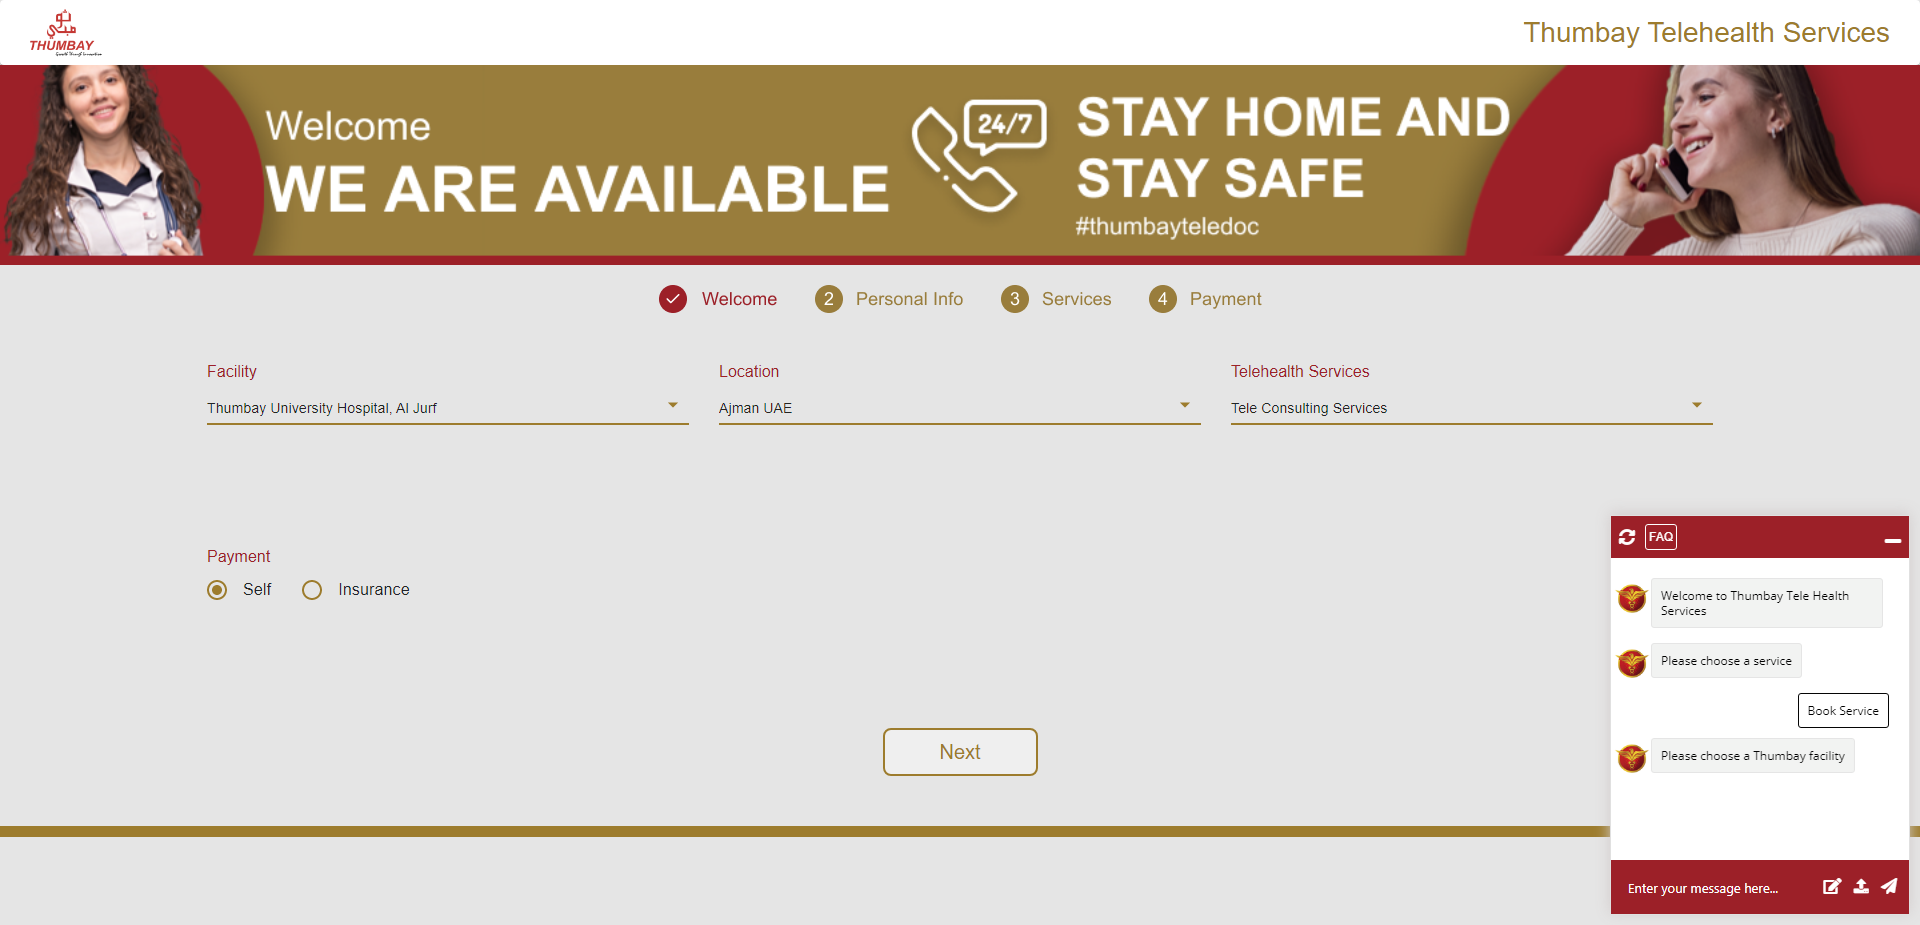 ثومبي
THUMBAY
Thumbay Telehealth Services
Welcome
WE ARE AVAILABLE
24/7
STAY HOME AND
STAY SAFE
#thumbayteledoc
Welcome
2 Personal Info
3 Services
4 Payment
Facility
Thumbay University Hospital, Al Jurf
Location
Ajman UAE
Telehealth Services
Tele Consulting Services
Payment
Self
Insurance
Next
FAQ
Welcome to Thumbay Tele Health
Services
Please choose a service
Book Service
Please choose a Thumbay facility
Enter your message here...